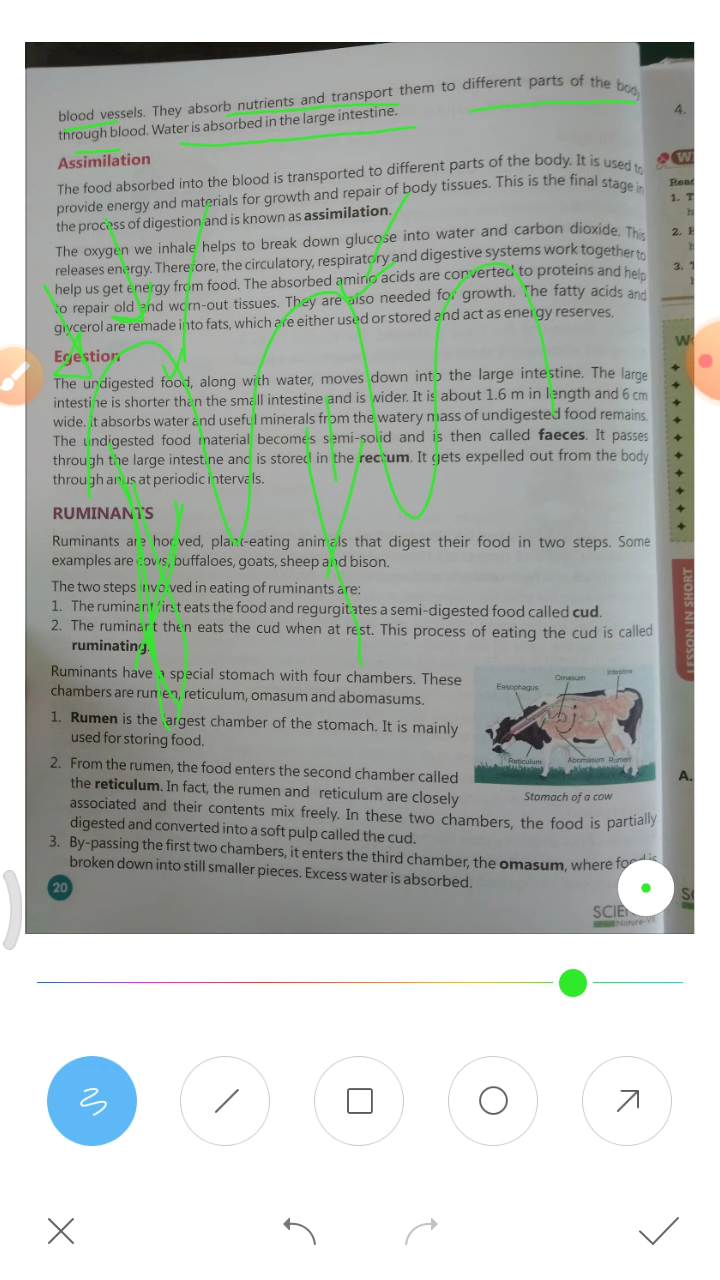 blood vessels. They absorb nutrients and transport them to different parts of the body
through blood. Water is absorbed in the large intestine.
Assimilation
The food absorbed into the blood is transported to different parts of the body. It is used to
provide energy and materials for growth and repair of body tissues. This is the final stage in
the process of digestion and is known as assimilation.
The oxygen we inhale helps to break down glucose into water and carbon dioxide. This
releases energy. Therefore, the circulatory, respiratory and digestive systems work together to
help us get energy from food. The absorbed amino acids are converted to proteins and help
to repair old and worn-out tissues. They are also needed for growth. The fatty acids and
glycerol are remade into fats, which are either used or stored and act as energy reserves.
Egestion
The undigested food, along with water, moves down into the large intestine. The large
intestine is shorter than the small intestine and is wider. It is about 1.6 m in length and 6 cm
wide. It absorbs water and useful minerals from the watery mass of undigested food remains.
The undigested food material becomes semi-solid and is then called faeces. It passes
through the large intestine and is stored in the rectum. It gets expelled out from the body
through anus at periodic intervals.
RUMINANTS
Ruminants are hooved, plant-eating animals that digest their food in two steps. Some
examples are cows, buffaloes, goats, sheep and bison.
The two steps involved in eating of ruminants are:
1. The ruminant first eats the food and regurgitates a semi-digested food called cud.
2. The ruminant then eats the cud when at rest. This process of eating the cud is called
ruminating.
Ruminants have a special stomach with four chambers. These
chambers are rumen, reticulum, omasum and abomasums.
1. Rumen is the largest chamber of the stomach. It is mainly
used for storing food.
2. From the rumen, the food enters the second chamber called
the reticulum. In fact, the rumen and reticulum are closely
associated and their contents mix freely. In these two chambers, the food is partially
digested and converted into a soft pulp called the cud.
3. By-passing the first two chambers, it enters the third chamber, the omasum, where food is
broken down into still smaller pieces. Excess water is absorbed.
Oesophagus
Omasum
Intestine
Reticulum
Abomasum
Rumen
Stomach of a cow
20
4.
1.
2.
3.
LESSON IN SHORT
A.